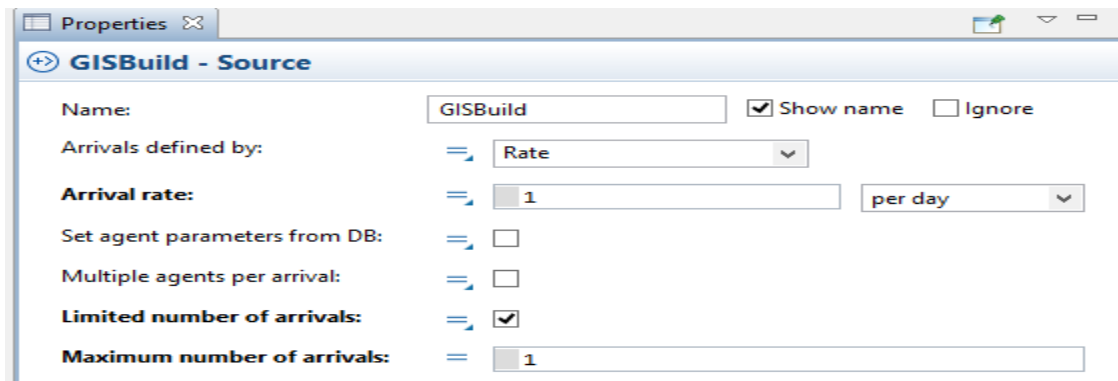 Properties
GISBuild - Source
Name: GISBuild Show name Ignore
Arrivals defined by: Rate
Arrival rate: 1 per day
Set agent parameters from DB:
Multiple agents per arrival:
Limited number of arrivals:
Maximum number of arrivals: 1